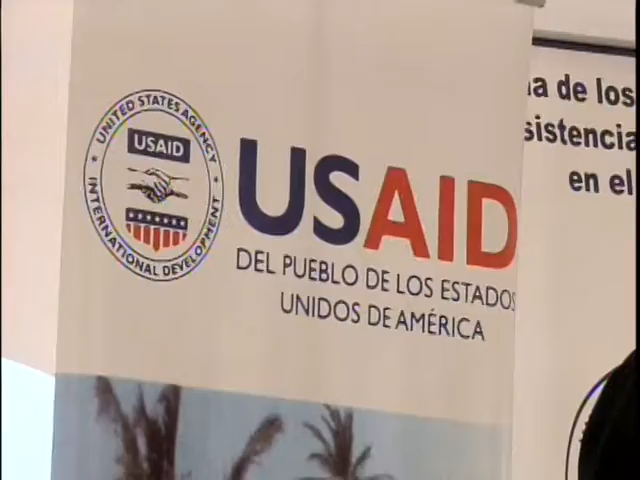 UNITED STATES AGENCY
USAID
INTERNATIONAL DEVELOPMENT
USAID
DEL PUEBLO DE LOS ESTADOS
UNIDOS DE AMÉRICA
de los
en el